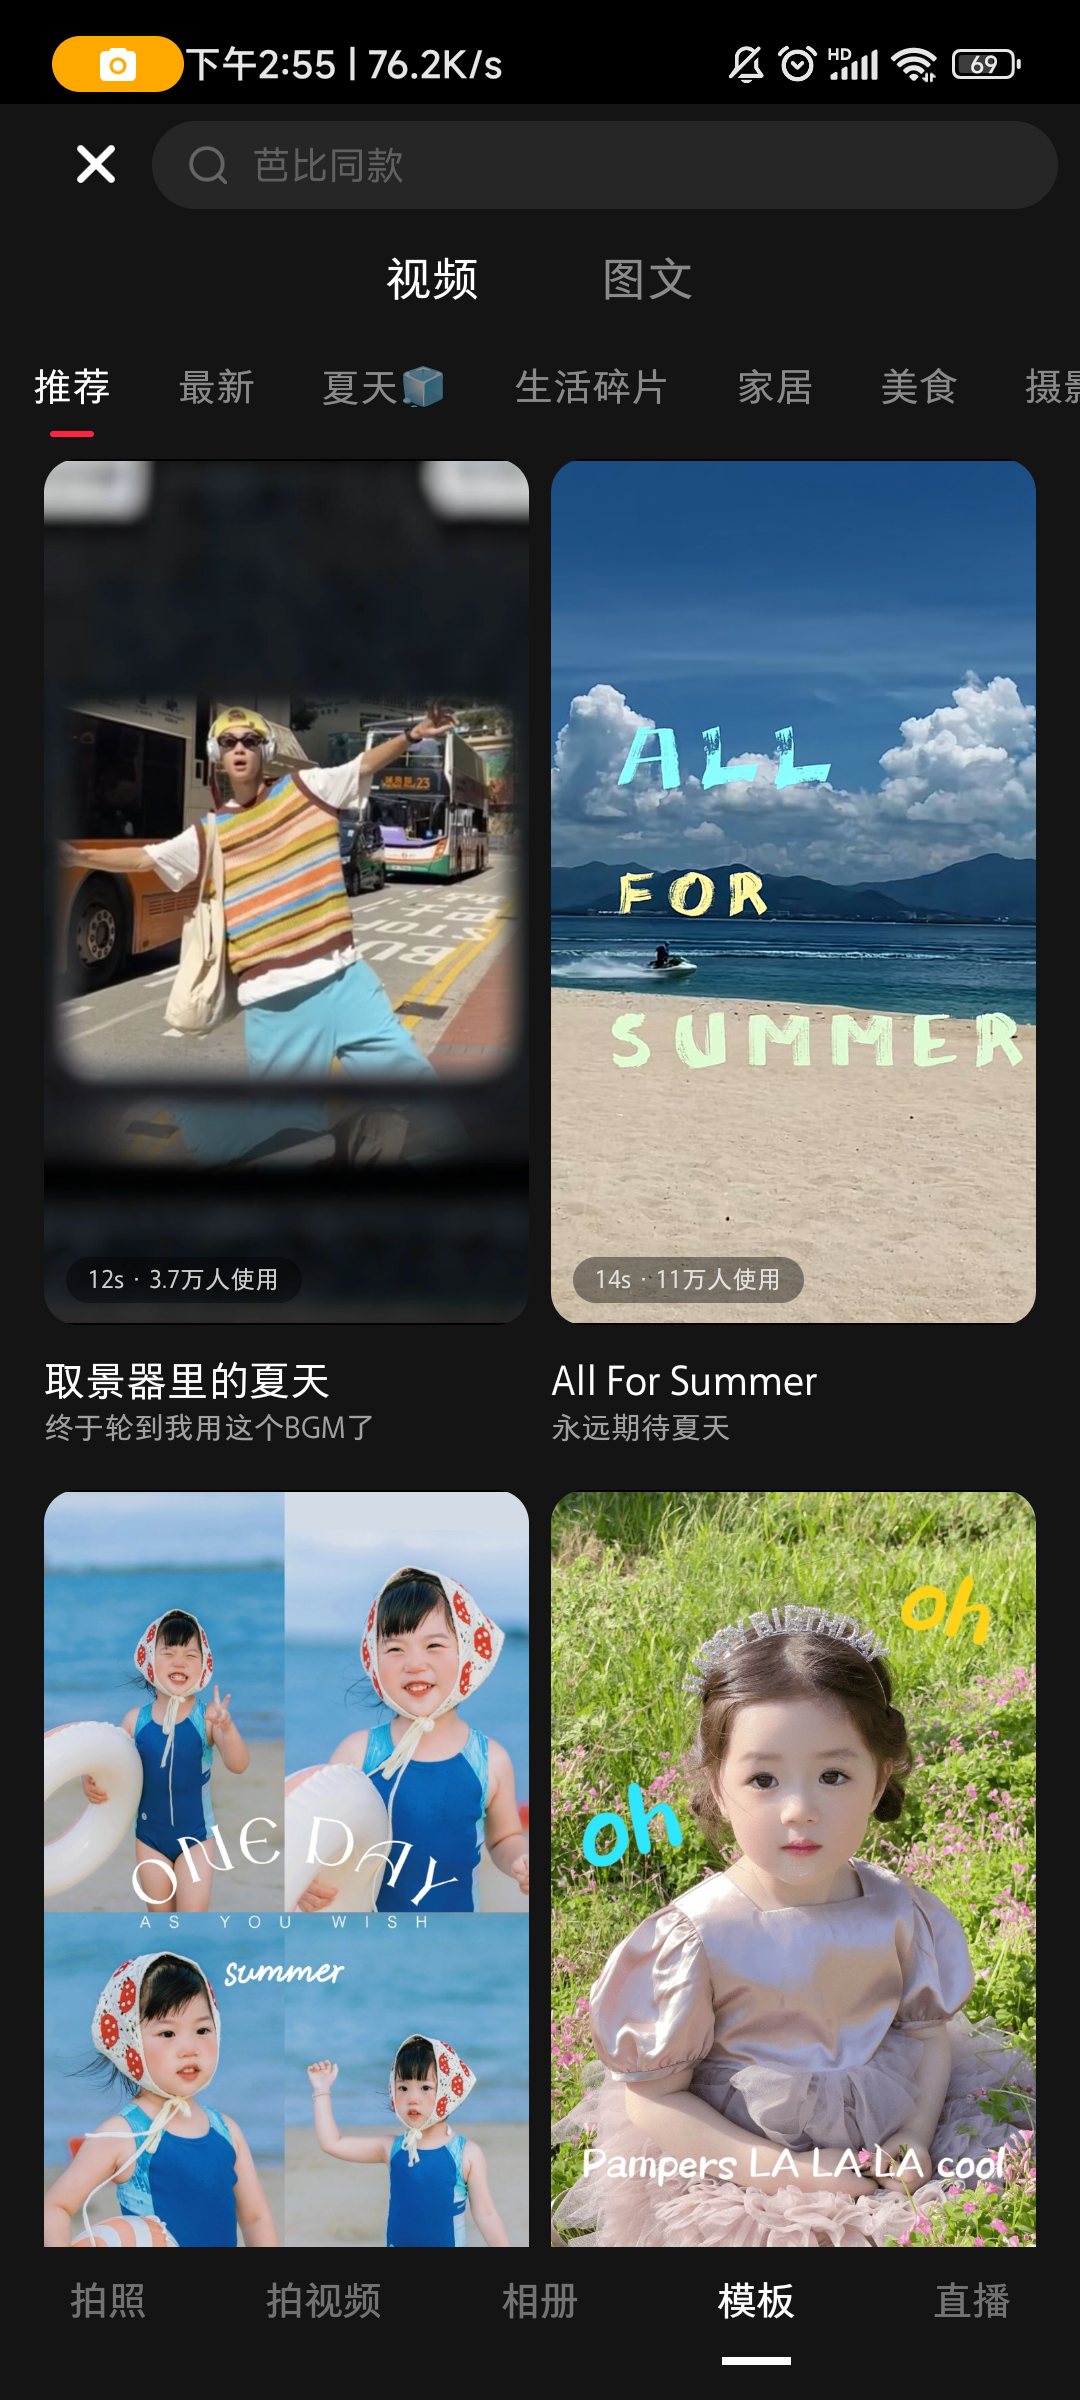 下午2:55 | 76.2K/s
HD
69
芭比同款
视频 图文
推荐 最新 夏天 生活碎片 家居 美食 摄影
23
BUS
STOP
ALL
FOR
SUMMER
12s · 3.7万人使用
14s · 11万人使用
取景器里的夏天
终于轮到我用这个BGM了
All For Summer
永远期待夏天
ONE DAY
AS YOU WISH
summer
HAPPY BIRTHDAY
oh
oh
Pampers LA LA LA cool
拍照 拍视频 相册 模板 直播